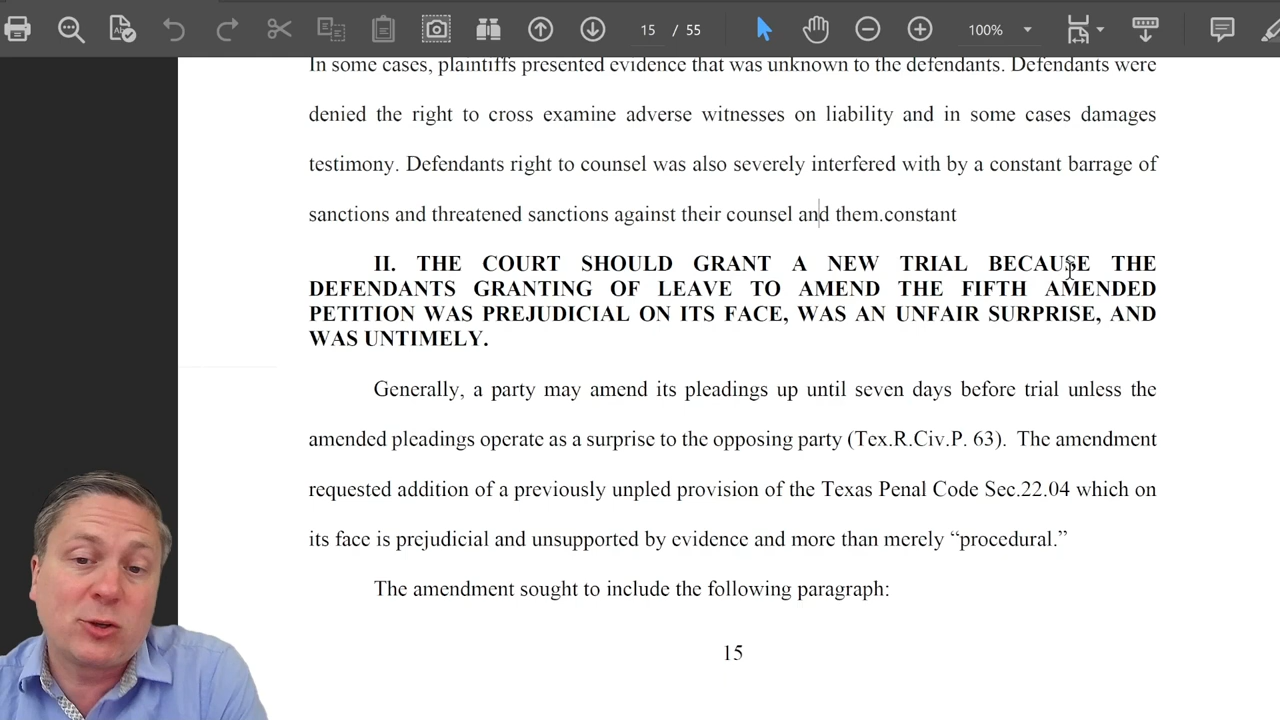 15 / 55
100%
In some cases, plaintiffs presented evidence that was unknown to the defendants. Defendants were
denied the right to cross examine adverse witnesses on liability and in some cases damages
testimony. Defendants right to counsel was also severely interfered with by a constant barrage of
sanctions and threatened sanctions against their counsel and them.constant
II. THE COURT SHOULD GRANT A NEW TRIAL BECAUSE THE
DEFENDANTS GRANTING OF LEAVE TO AMEND THE FIFTH AMENDED
PETITION WAS PREJUDICIAL ON ITS FACE, WAS AN UNFAIR SURPRISE, AND
WAS UNTIMELY.
Generally, a party may amend its pleadings up until seven days before trial unless the
amended pleadings operate as a surprise to the opposing party (Tex.R.Civ.P. 63). The amendment
requested addition of a previously unpled provision of the Texas Penal Code Sec.22.04 which on
its face is prejudicial and unsupported by evidence and more than merely “procedural.”
The amendment sought to include the following paragraph:
15